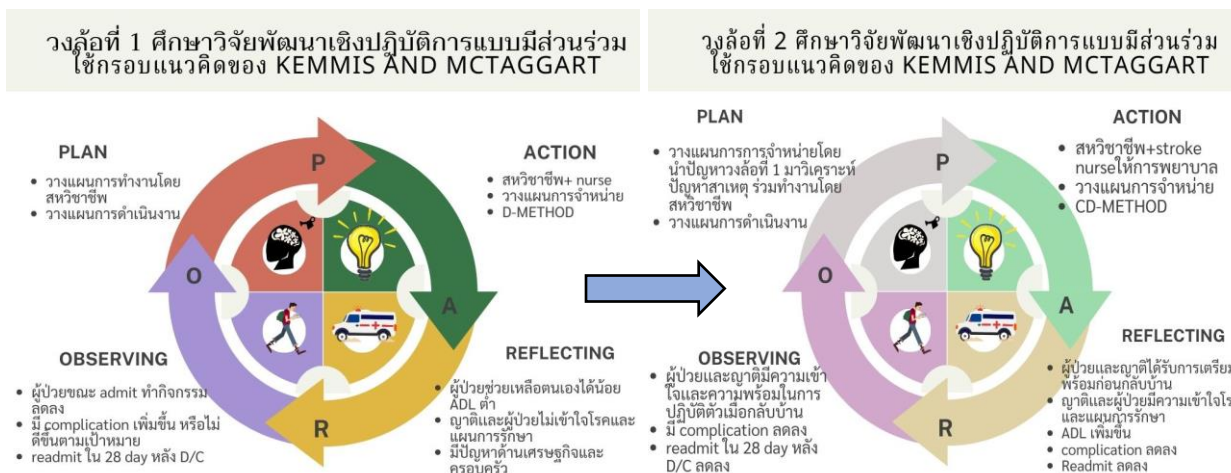 วงล้อที่ 1 ศึกษาวิจัยพัฒนาเชิงปฏิบัติการแบบมีส่วนร่วม
ใช้กรอบแนวคิดของ KEMMIS AND MCTAGGART
PLAN
• วางแผนการทำงานโดย
สหวิชาชีพ
• วางแผนการดำเนินงาน
P
ACTION
• สหวิชาชีพ+ nurse
• วางแผนการจำหน่าย
• D-METHOD
O
A
OBSERVING
• ผู้ป่วยขณะ admit ทำกิจกรรม
ลดลง
• มี complication เพิ่มขึ้น หรือไม่
ดีขึ้นตามเป้าหมาย
• readmit ใน 28 day หลัง D/C
R
REFLECTING
• ผู้ป่วยช่วยเหลือตนเองได้น้อย
ADL ต่ำ
• ญาติและผู้ป่วยไม่เข้าใจโรคและ
แผนการรักษา
• มีปัญหาด้านเศรษฐกิจและ
ครอบครัว
วงล้อที่ 2 ศึกษาวิจัยพัฒนาเชิงปฏิบัติการแบบมีส่วนร่วม
ใช้กรอบแนวคิดของ KEMMIS AND MCTAGGART
PLAN
• วางแผนการการจำหน่ายโดย
นำปัญหาวงล้อที่ 1 มาวิเคราะห์
ปัญหาสาเหตุ ร่วมทำงานโดย
สหวิชาชีพ
• วางแผนการดำเนินงาน
P
ACTION
• สหวิชาชีพ+stroke
nurseให้การพยาบาล
• วางแผนการจำหน่าย
• CD-METHOD
O
A
OBSERVING
• ผู้ป่วยและญาติมีความเข้า
ใจและความพร้อมในการ
ปฏิบัติตัวเมื่อกลับบ้าน
• มี complication ลดลง
• readmit ใน 28 day หลัง
D/C ลดลง
R
REFLECTING
• ผู้ป่วยและญาติได้รับการเตรีย
พร้อมก่อนกลับบ้าน
• ญาติและผู้ป่วยมีความเข้าใจโร
และแผนการรักษา
• ADL เพิ่มขึ้น
• complication ลดลง
• Readmit ลดลง